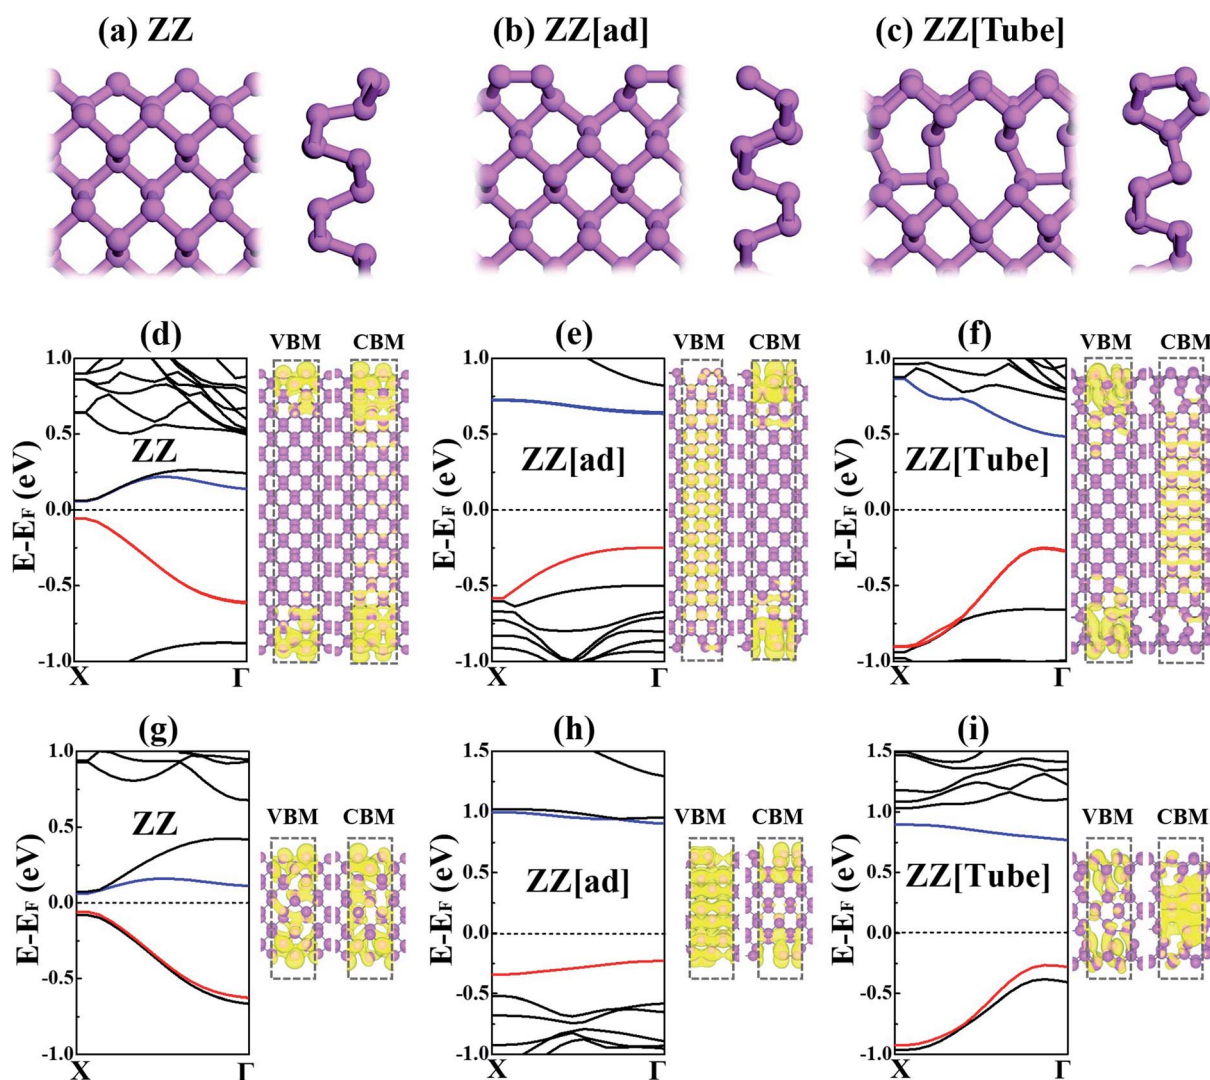 (a) ZZ
(b) ZZ[ad]
(c) ZZ[Tube]
(d)
VBM CBM
(e)
VBM CBM
(f)
VBM CBM
E-EF (eV)
1.0
0.5
0.0
-0.5
-1.0
ZZ
X Γ
E-EF (eV)
1.0
0.5
0.0
-0.5
-1.0
ZZ[ad]
X Γ
E-EF (eV)
1.0
0.5
0.0
-0.5
-1.0
ZZ[Tube]
X Γ
(g)
VBM CBM
(h)
VBM CBM
(i)
VBM CBM
E-EF (eV)
1.0
0.5
0.0
-0.5
-1.0
ZZ
X Γ
E-EF (eV)
1.5
1.0
0.5
0.0
-0.5
-1.0
ZZ[ad]
X Γ
E-EF (eV)
1.5
1.0
0.5
0.0
-0.5
-1.0
ZZ[Tube]
X Γ